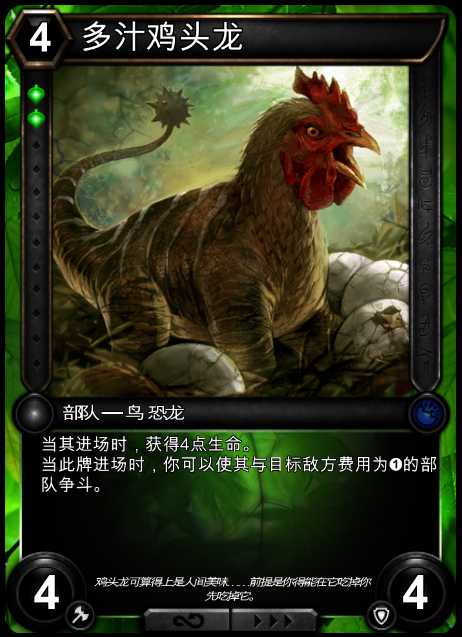 4 多汁鸡头龙
部队 — 鸟 恐龙
当其进场时，获得4点生命。
当此牌进场时，你可以使其与目标敌方费用为❶的部
队争斗。
鸡头龙可算得上是人间美味.....前提是你得能在它吃掉你
先吃掉它。
4 4